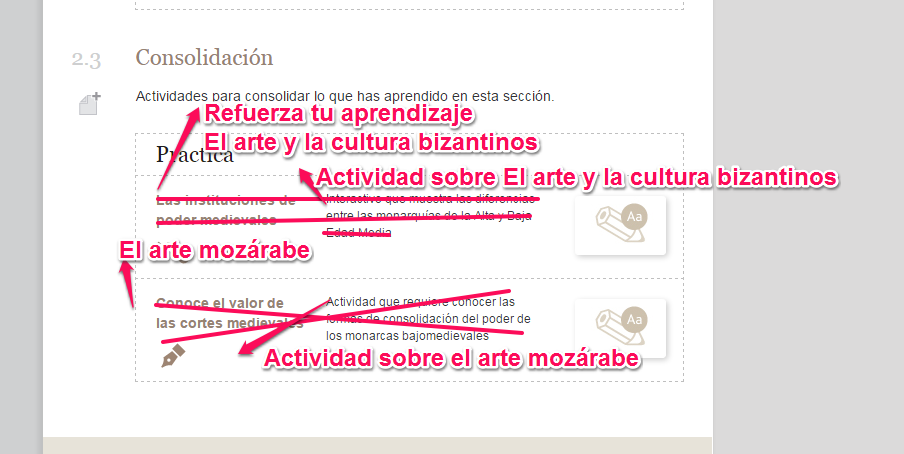 2.3 Consolidación
Actividades para consolidar lo que has aprendido en esta sección.
Refuerza tu aprendizaje
El arte y la cultura bizantinos
Practica
Actividad sobre El arte y la cultura bizantinos
Las instituciones de
poder medievales
Interactivo que muestra las diferencias
entre las monarquías de la Alta y Baja
Edad Media
Aa
El arte mozárabe
Conoce el valor de
las cortes medievales
Actividad que requiere conocer las
formas de consolidación del poder de
los monarcas bajomedievales
Aa
Actividad sobre el arte mozárabe